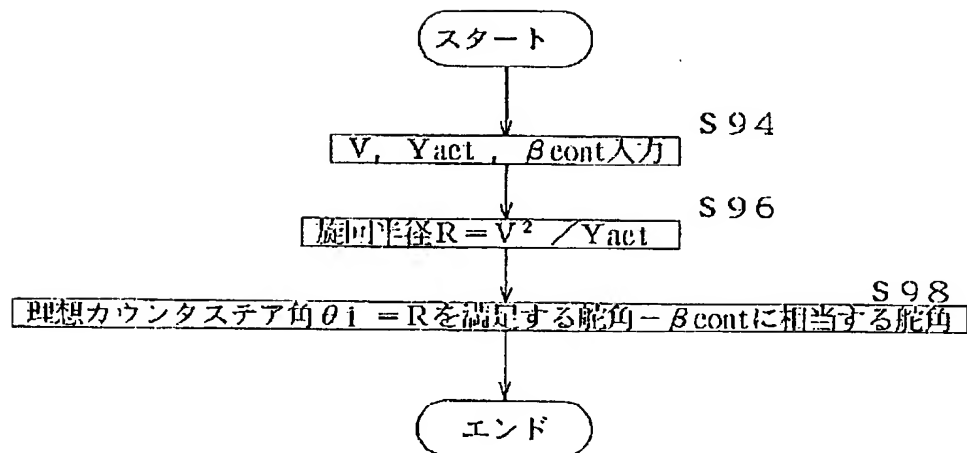 スタート
S94
V, Yact, βcont入力
S96
旋回半径R=V²/Yact
S98
理想カウンタステア角θi=Rを満足する舵角-βcontに相当する舵角
エンド